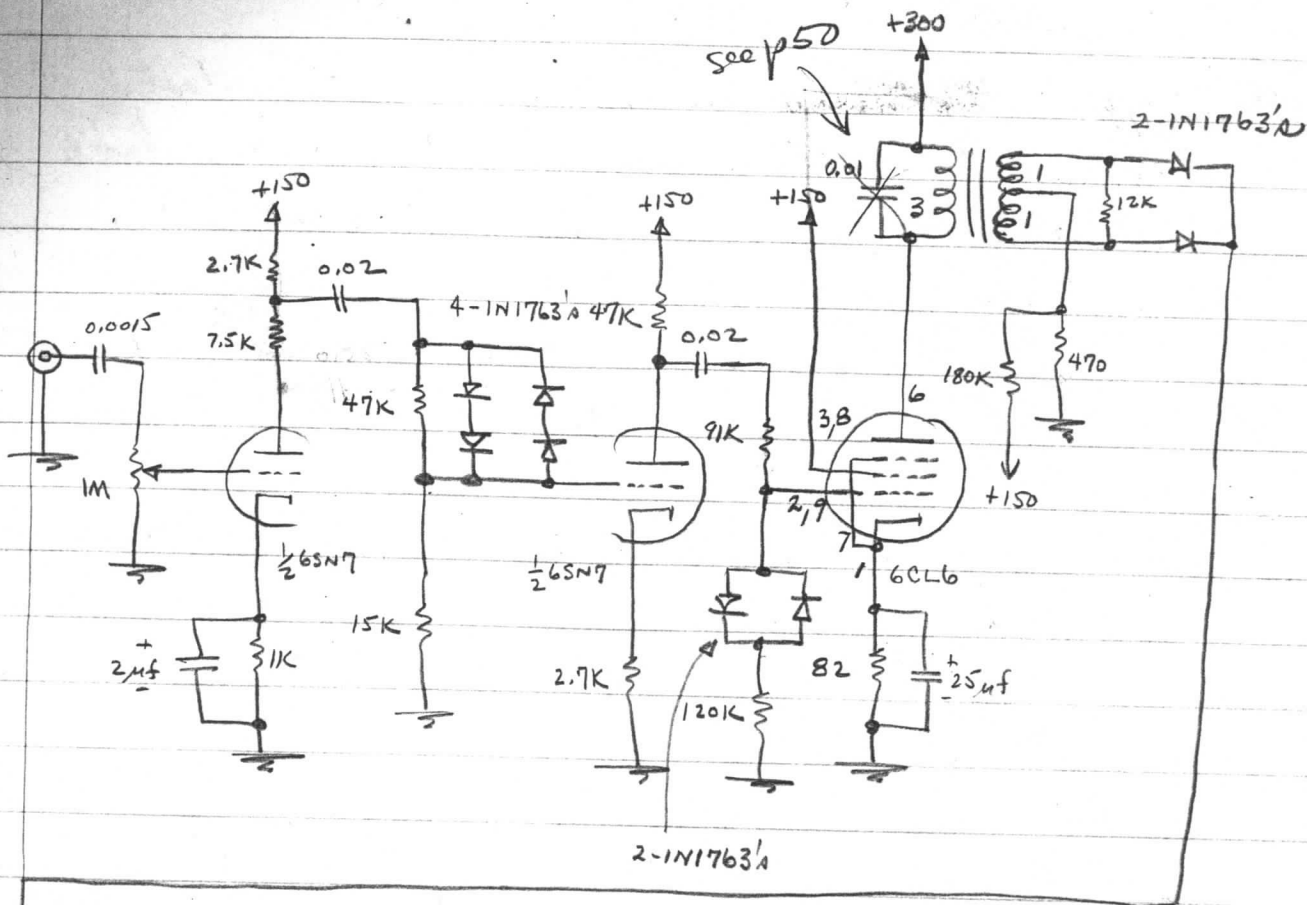 +300
see p50
2-1N1763's
0.01
+150
3
1
1
12K
+150
+150
2.7K
0.02
4-1N1763's
47K
0.02
0.0015
7.5K
47K
180K
470
91K
6
3,8
1M
+150
2,9
7
1
6CL6
½ 6SN7
½ 6SN7
15K
+
2µf
-
1K
2.7K
120K
82
+
25µf
-
2-1N1763's